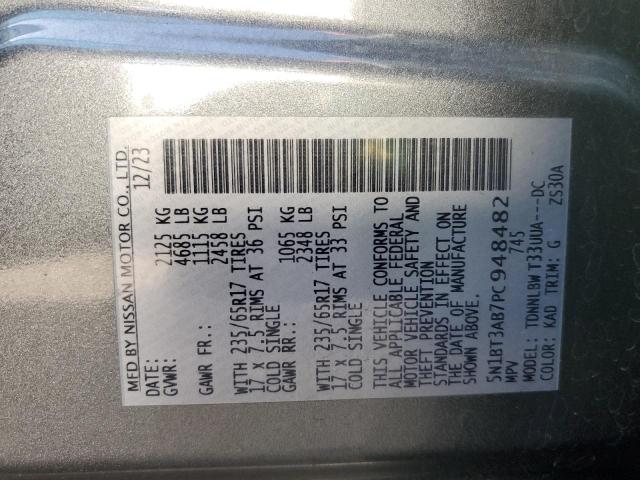 MFD BY NISSAN MOTOR CO., LTD.
DATE: 12/23
GVWR: 2125 KG
4685 LB
GAWR FR.: 1115 KG
2458 LB
WITH 235/65R17 TIRES
17 X 7.5 RIMS AT 36 PSI
COLD SINGLE
GAWR RR.: 1065 KG
2348 LB
WITH 235/65R17 TIRES
17 X 7.5 RIMS AT 33 PSI
COLD SINGLE
THIS VEHICLE CONFORMS TO
ALL APPLICABLE FEDERAL
MOTOR VEHICLE SAFETY AND
THEFT PREVENTION
STANDARDS IN EFFECT ON
THE DATE OF MANUFACTURE
SHOWN ABOVE.
5N1BT3AB7PC948482
MPV 745
MODEL: TDNNLBW T33UUA---DC
COLOR: KAD TRIM: G ZS30A